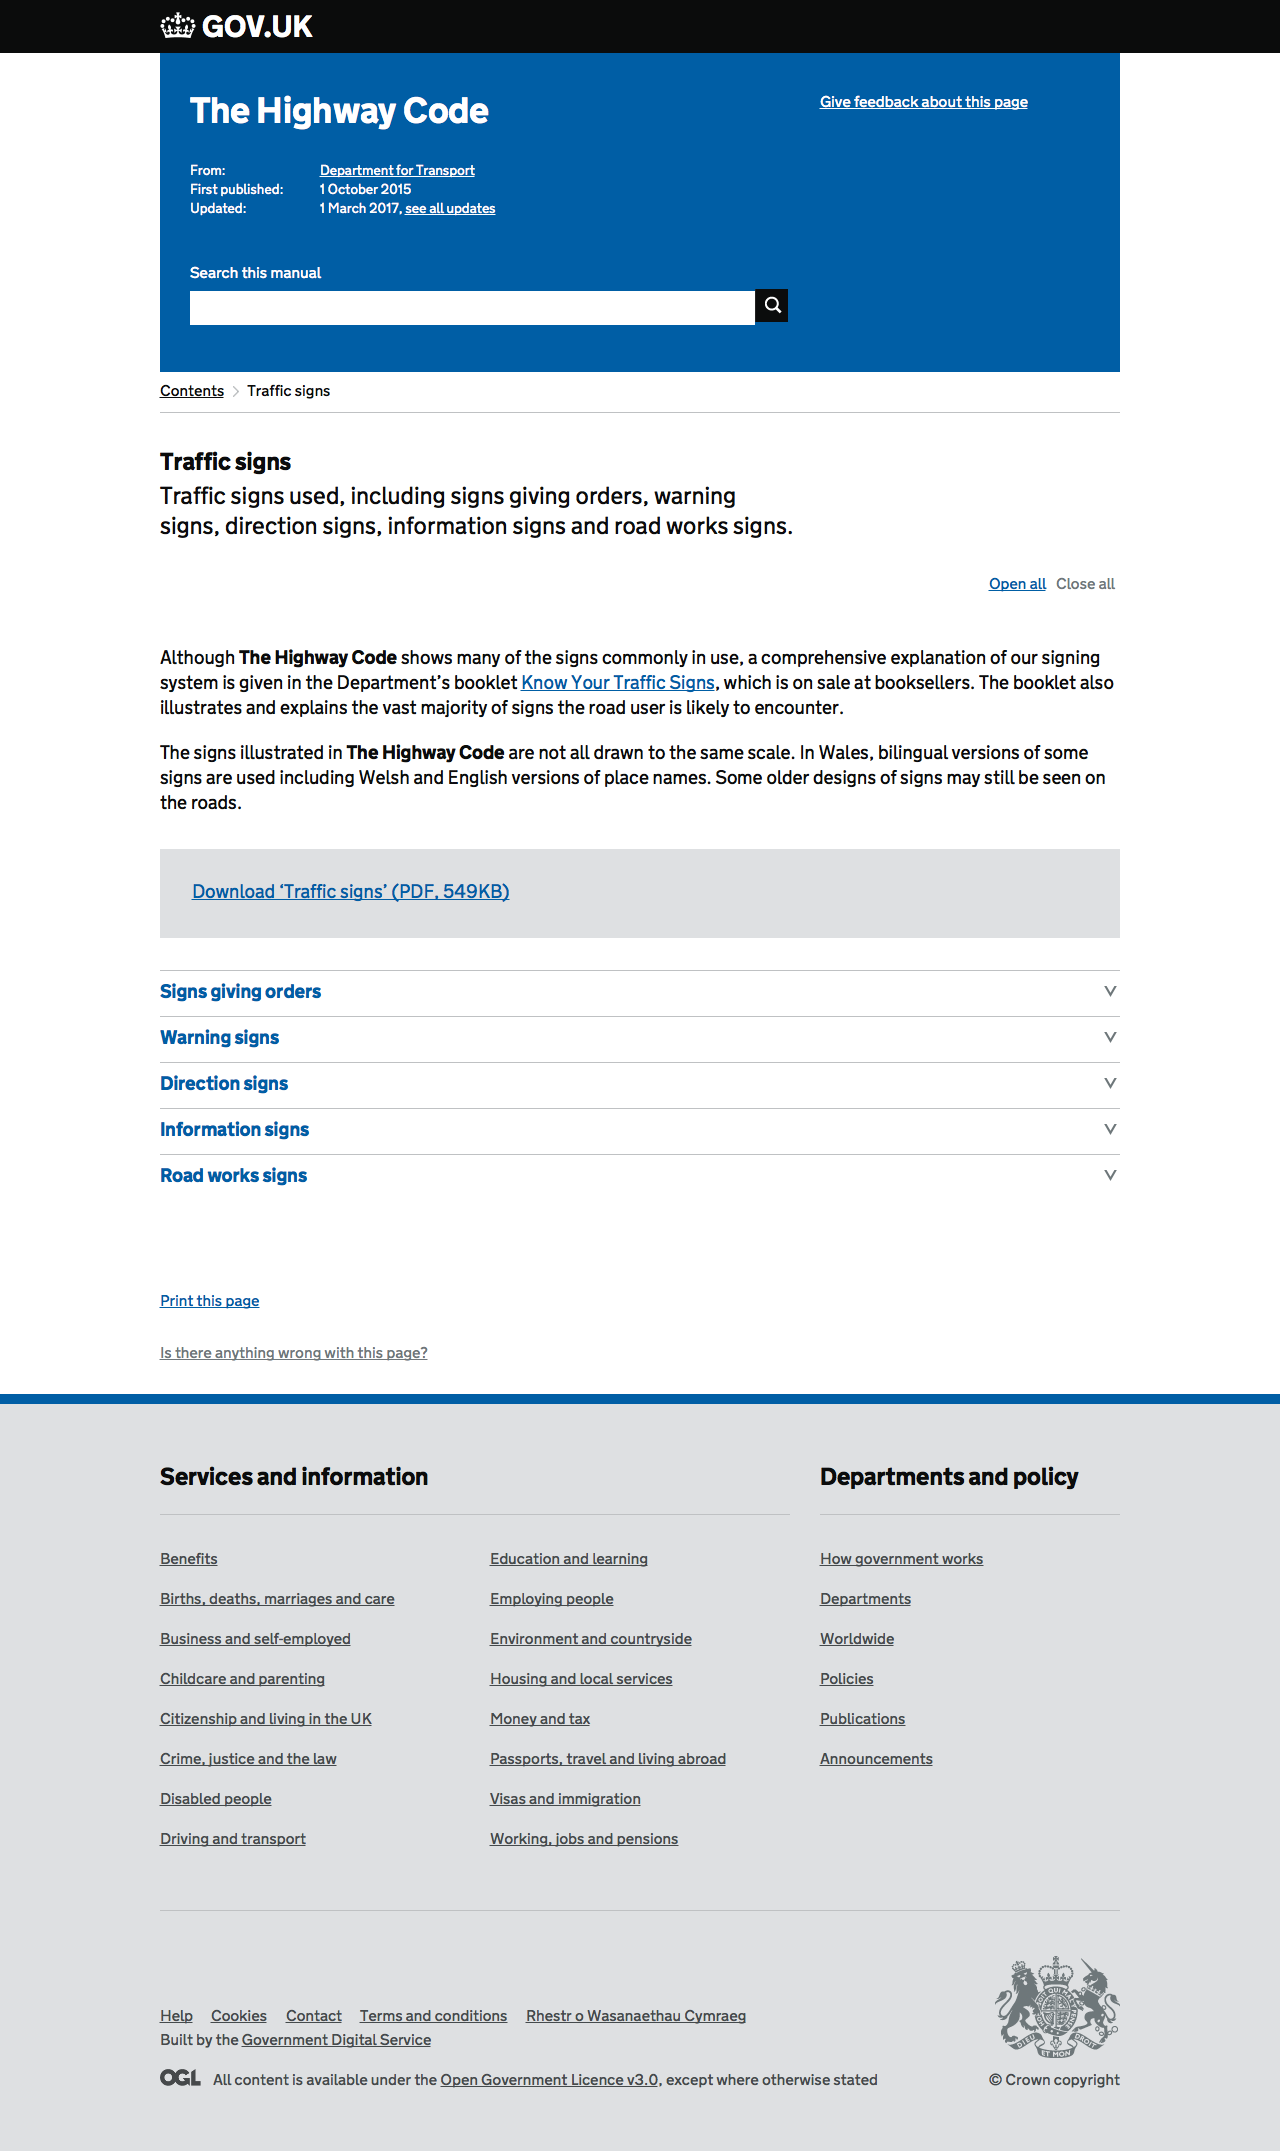 GOV.UK
The Highway Code
Give feedback about this page
From: Department for Transport
First published: 1 October 2015
Updated: 1 March 2017, see all updates
Search this manual
Contents Traffic signs
Traffic signs
Traffic signs used, including signs giving orders, warning
signs, direction signs, information signs and road works signs.
Open all Close all
Although The Highway Code shows many of the signs commonly in use, a comprehensive explanation of our signing
system is given in the Department’s booklet Know Your Traffic Signs, which is on sale at booksellers. The booklet also
illustrates and explains the vast majority of signs the road user is likely to encounter.
The signs illustrated in The Highway Code are not all drawn to the same scale. In Wales, bilingual versions of some
signs are used including Welsh and English versions of place names. Some older designs of signs may still be seen on
the roads.
Download ‘Traffic signs’ (PDF, 549KB)
Signs giving orders
Warning signs
Direction signs
Information signs
Road works signs
Print this page
Is there anything wrong with this page?
Services and information
Benefits
Births, deaths, marriages and care
Business and self-employed
Childcare and parenting
Citizenship and living in the UK
Crime, justice and the law
Disabled people
Driving and transport
Education and learning
Employing people
Environment and countryside
Housing and local services
Money and tax
Passports, travel and living abroad
Visas and immigration
Working, jobs and pensions
Departments and policy
How government works
Departments
Worldwide
Policies
Publications
Announcements
Help Cookies Contact Terms and conditions Rhestr o Wasanaethau Cymraeg
Built by the Government Digital Service
OGL All content is available under the Open Government Licence v3.0, except where otherwise stated
DIEU ET MON DROIT
© Crown copyright